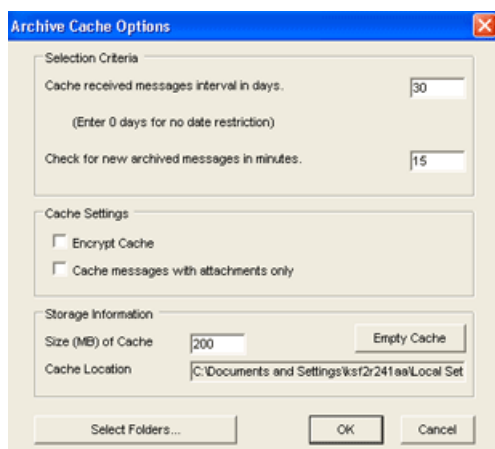 Archive Cache Options
Selection Criteria
Cache received messages interval in days. 30
(Enter 0 days for no date restriction)
Check for new archived messages in minutes. 15
Cache Settings
Encrypt Cache
Cache messages with attachments only
Storage Information
Size (MB) of Cache 200 Empty Cache
Cache Location C:\Documents and Settings\ksf2r241aa\Local Set
Select Folders... OK Cancel